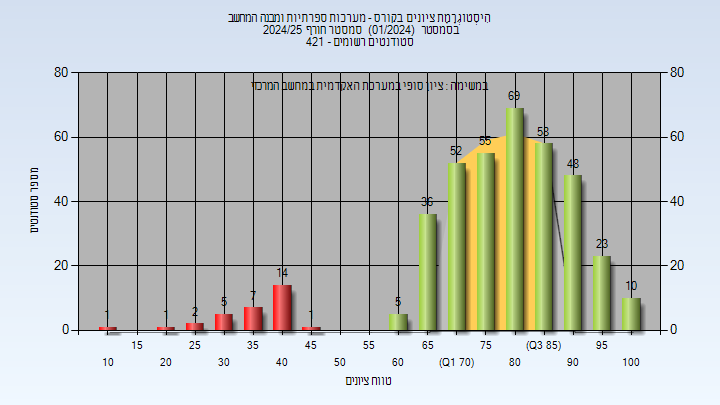 היסטוגרמת ציונים בקורס - מערכות ספרתיות ומבנה המחשב
בסמסטר (01/2024) סמסטר חורף 2024/25
סטודנטים רשומים - 421
במשימה : ציון סופי במערכת האקדמית במחשב המרכזי
מספר סטודנטים
80 80
60 60
40 40
20 20
0 0
1 1 2 5 7 14 1 5 36 52 55 69 58 48 23 10
15 25 35 45 55 65 75 (Q3 85) 95
10 20 30 40 50 60 (Q1 70) 80 90 100
טווח ציונים